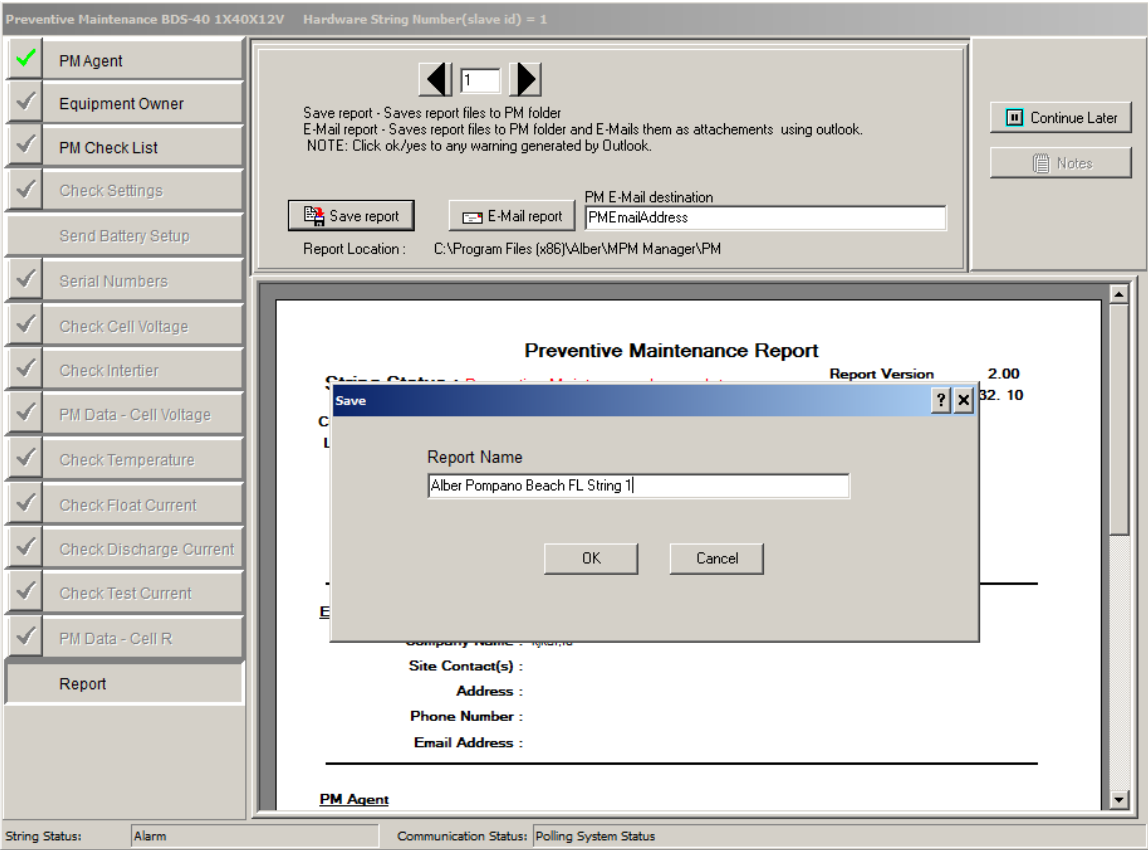 Preventive Maintenance BDS-40 1X40X12V Hardware String Number(slave id) = 1
PM Agent
Equipment Owner
PM Check List
Check Settings
Send Battery Setup
Serial Numbers
Check Cell Voltage
Check Intertier
PM Data - Cell Voltage
Check Temperature
Check Float Current
Check Discharge Current
Check Test Current
PM Data - Cell R
Report
1
Save report - Saves report files to PM folder
E-Mail report - Saves report files to PM folder and E-Mails them as attachements using outlook.
NOTE: Click ok/yes to any warning generated by Outlook.
Save report
E-Mail report
PM E-Mail destination
PMEmailAddress
Report Location : C:\Program Files (x86)\Alber\MPM Manager\PM
Continue Later
Notes
Preventive Maintenance Report
Report Version 2.00
String Status :
32. 10
Save
Report Name
Alber Pompano Beach FL String 1
OK
Cancel
Company Name :
Site Contact(s) :
Address :
Phone Number :
Email Address :
PM Agent
String Status: Alarm
Communication Status: Polling System Status